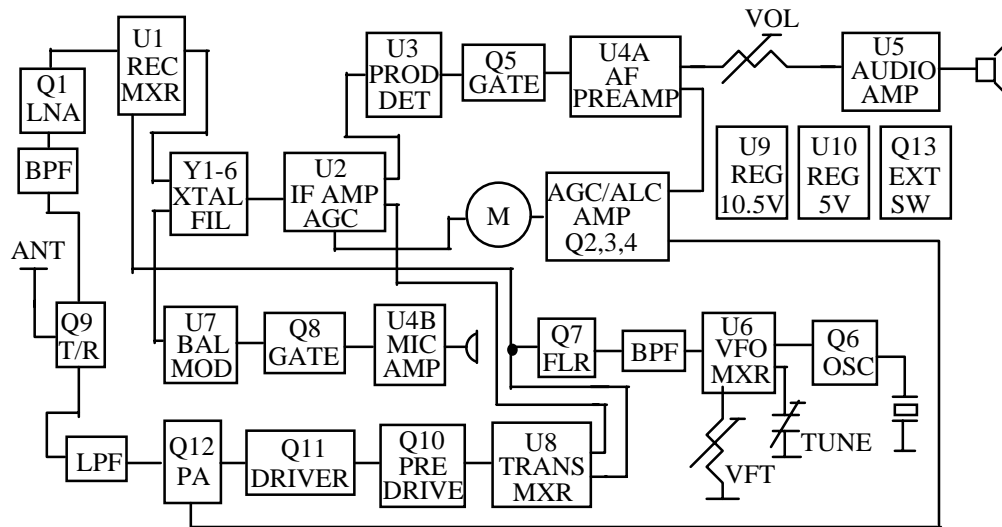 U1
REC
MXR
Q1
LNA
BPF
ANT
Q9
T/R
LPF
U3
PROD
DET
Q5
GATE
U4A
AF
PREAMP
VOL
U5
AUDIO
AMP
Y1-6
XTAL
FIL
U2
IF AMP
AGC
M
AGC/ALC
AMP
Q2,3,4
U9
REG
10.5V
U10
REG
5V
Q13
EXT
SW
U7
BAL
MOD
Q8
GATE
U4B
MIC
AMP
Q7
FLR
BPF
U6
VFO
MXR
Q6
OSC
Q12
PA
Q11
DRIVER
Q10
PRE
DRIVE
U8
TRANS
MXR
VFT
TUNE